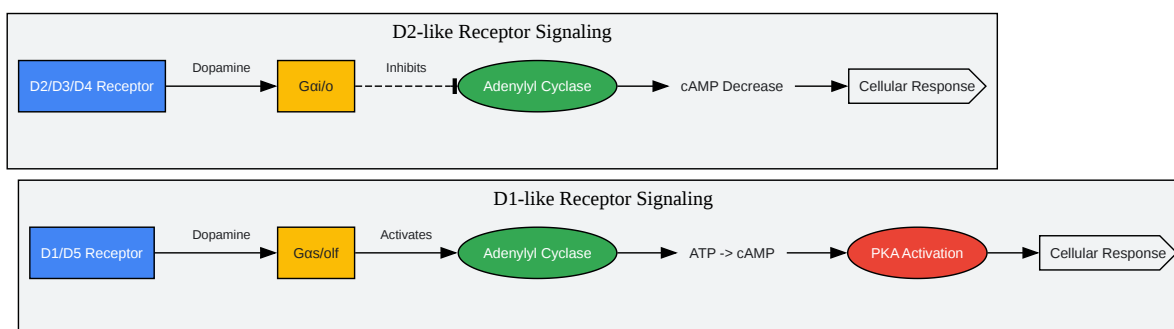 D2-like Receptor Signaling
D2/D3/D4 Receptor
Dopamine
Gαi/o
Inhibits
Adenylyl Cyclase
cAMP Decrease
Cellular Response
D1-like Receptor Signaling
D1/D5 Receptor
Dopamine
Gαs/olf
Activates
Adenylyl Cyclase
ATP -> cAMP
PKA Activation
Cellular Response